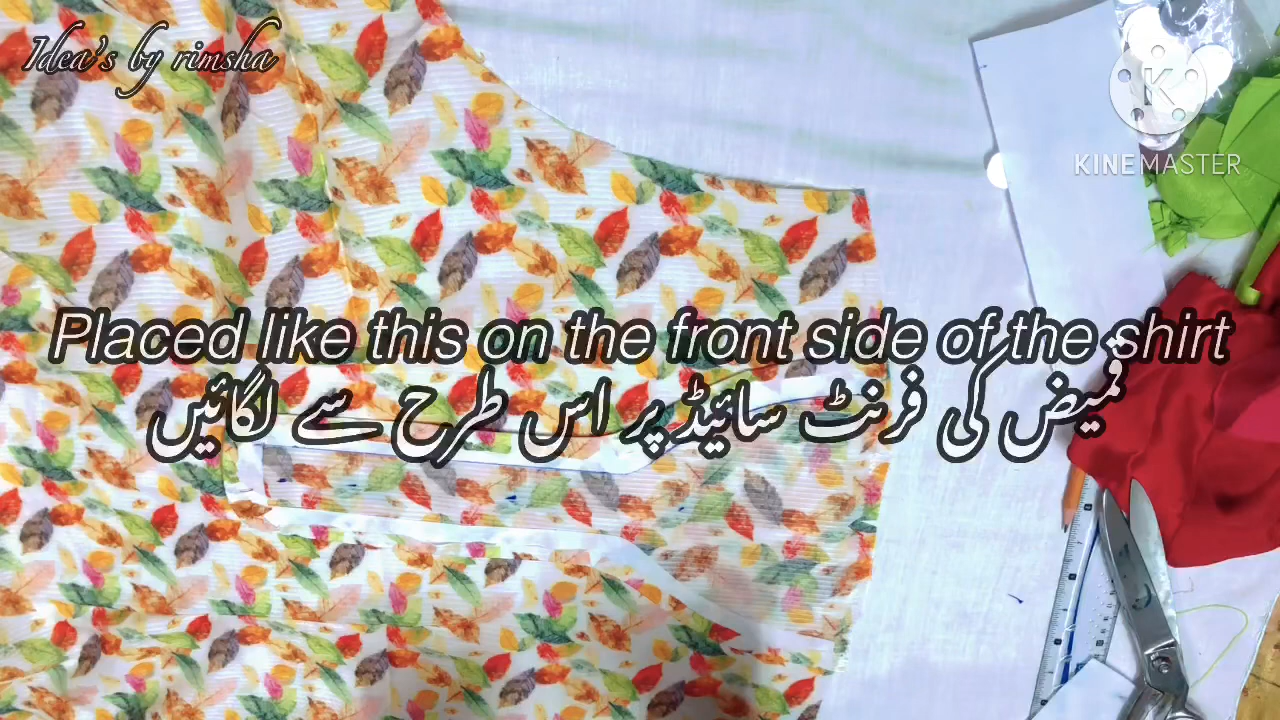 Idea's by rimsha
KINEMASTER
Placed like this on the front side of the shirt
قمیض کی فرنٹ سائیڈ پر اس طرح سے لگائیں